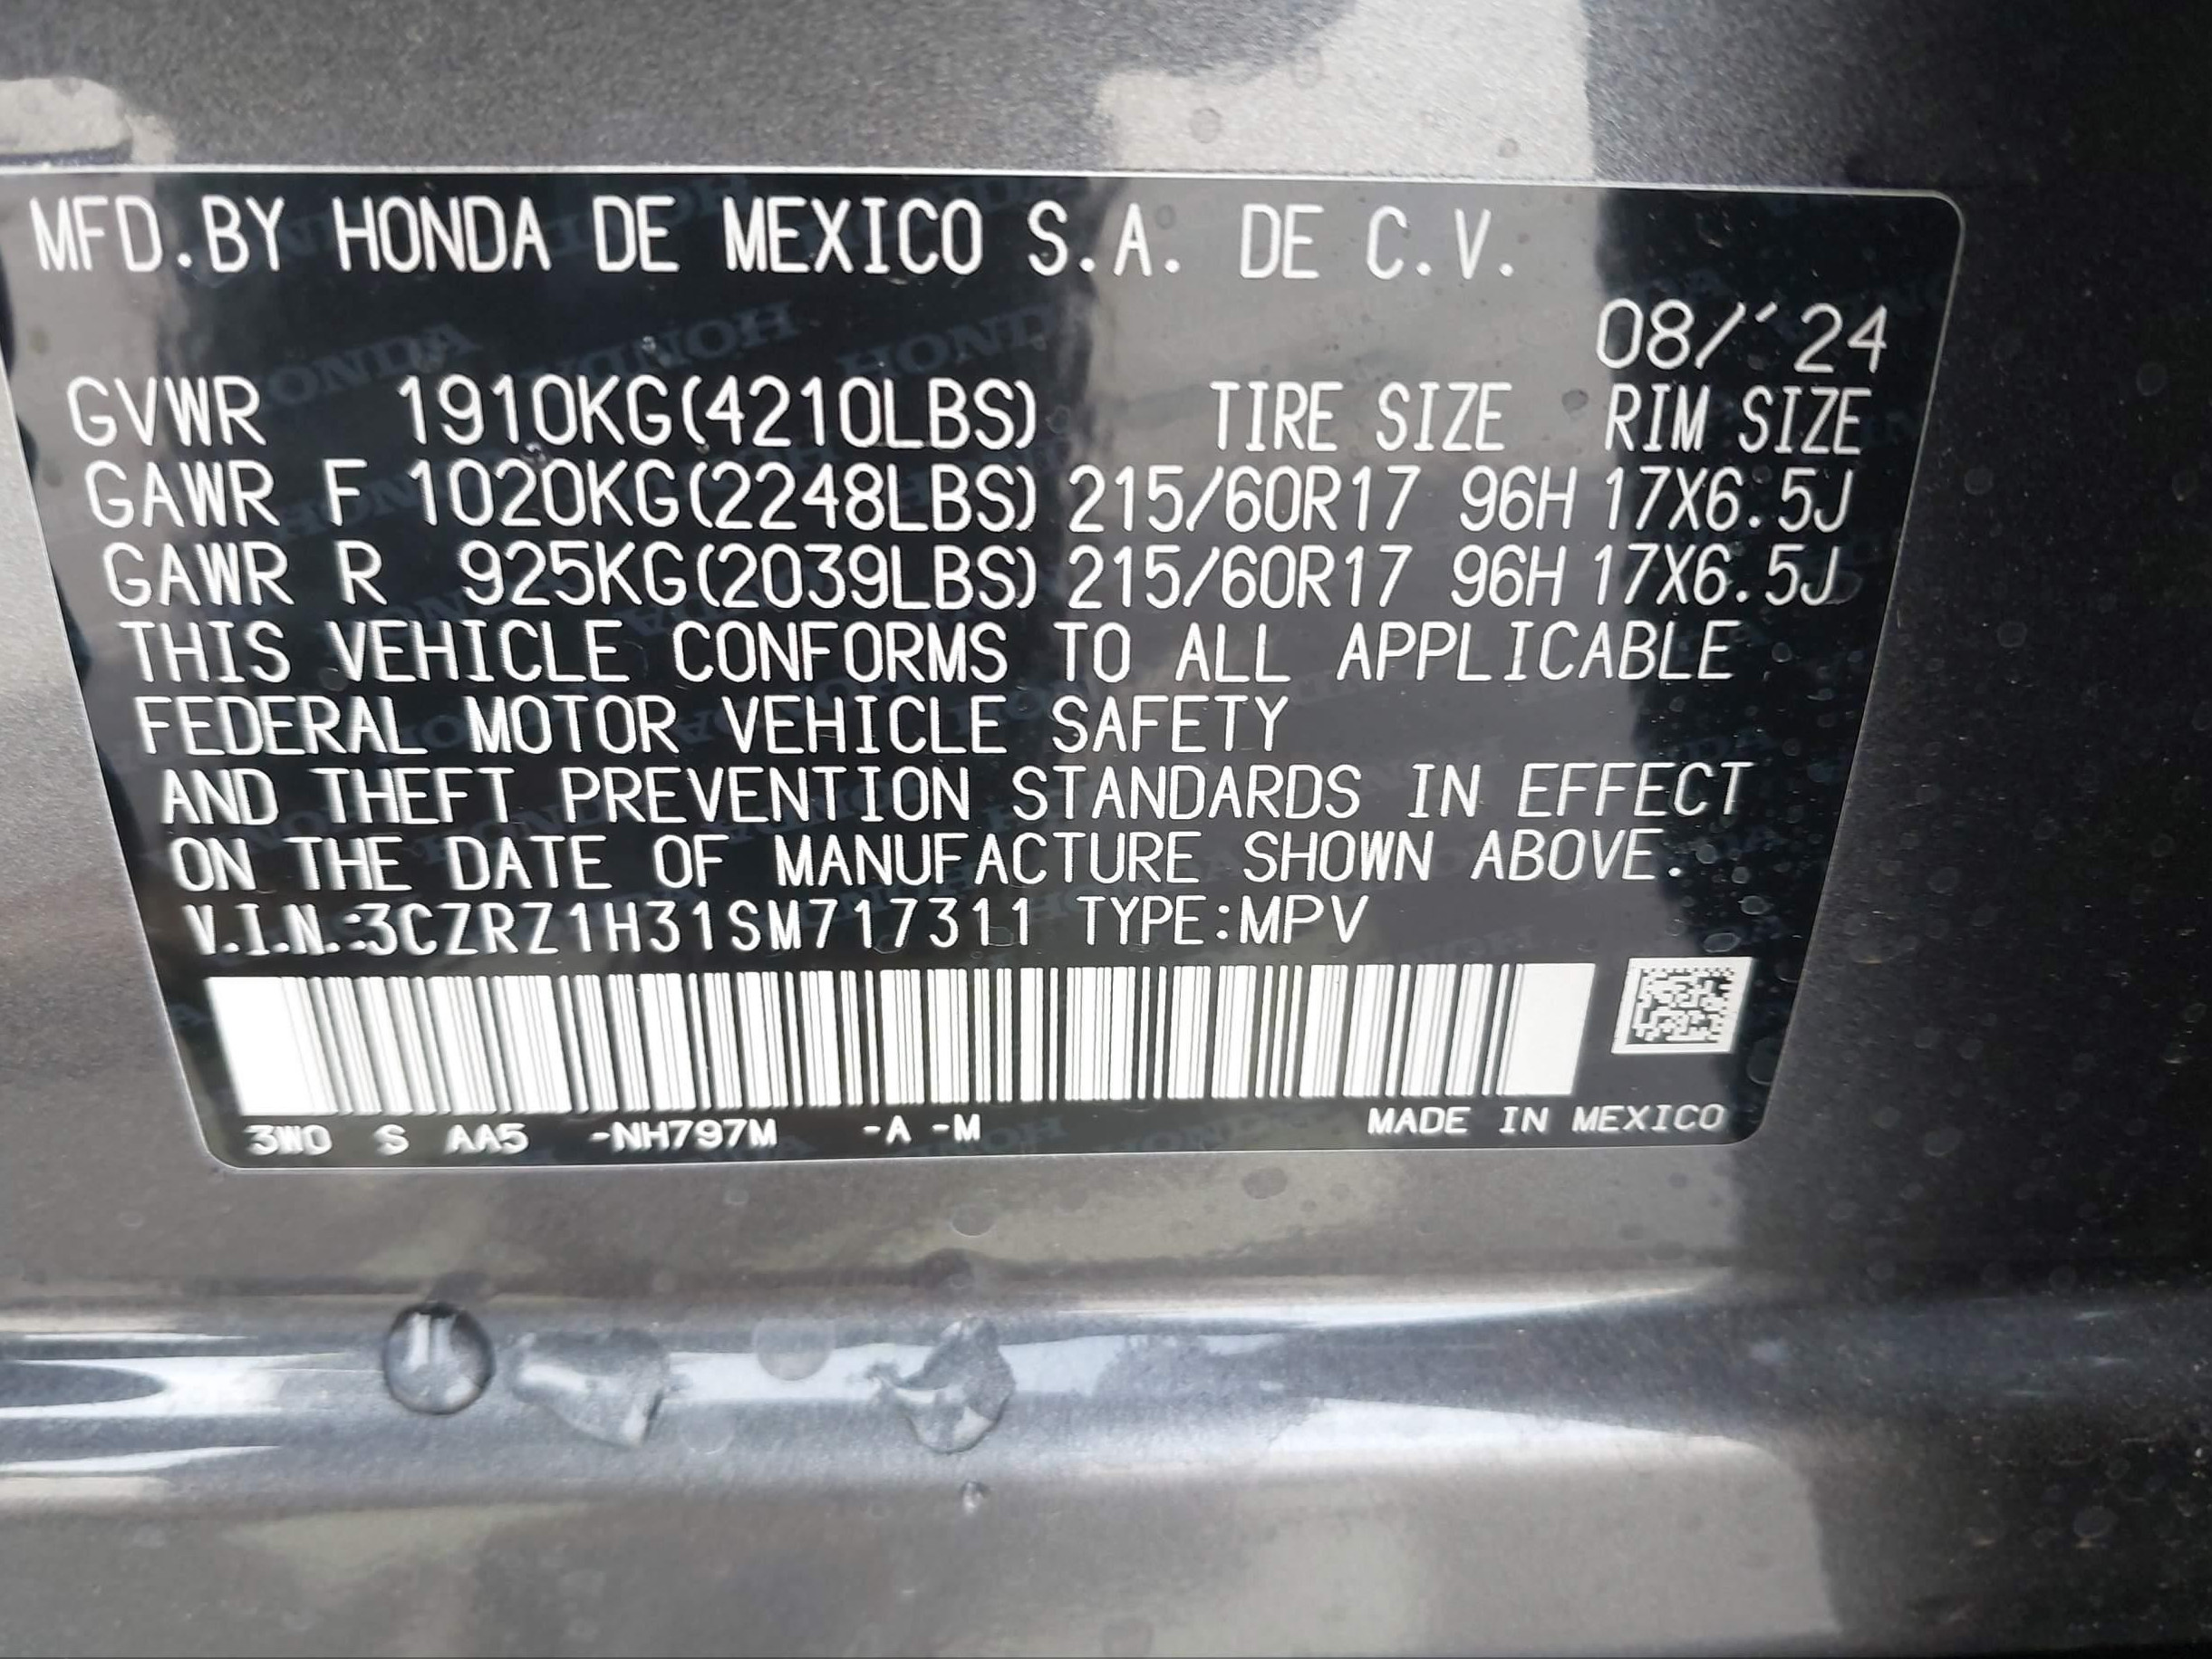 MFD.BY HONDA DE MEXICO S.A. DE C.V.
08/'24
GVWR 1910KG(4210LBS) TIRE SIZE RIM SIZE
GAWR F 1020KG(2248LBS) 215/60R17 96H 17X6.5J
GAWR R 925KG(2039LBS) 215/60R17 96H 17X6.5J
THIS VEHICLE CONFORMS TO ALL APPLICABLE
FEDERAL MOTOR VEHICLE SAFETY
AND THEFT PREVENTION STANDARDS IN EFFECT
ON THE DATE OF MANUFACTURE SHOWN ABOVE.
V.I.N.:3CZRZ1H31SM717311 TYPE:MPV
3W0 S AA5 -NH797M -A -M MADE IN MEXICO